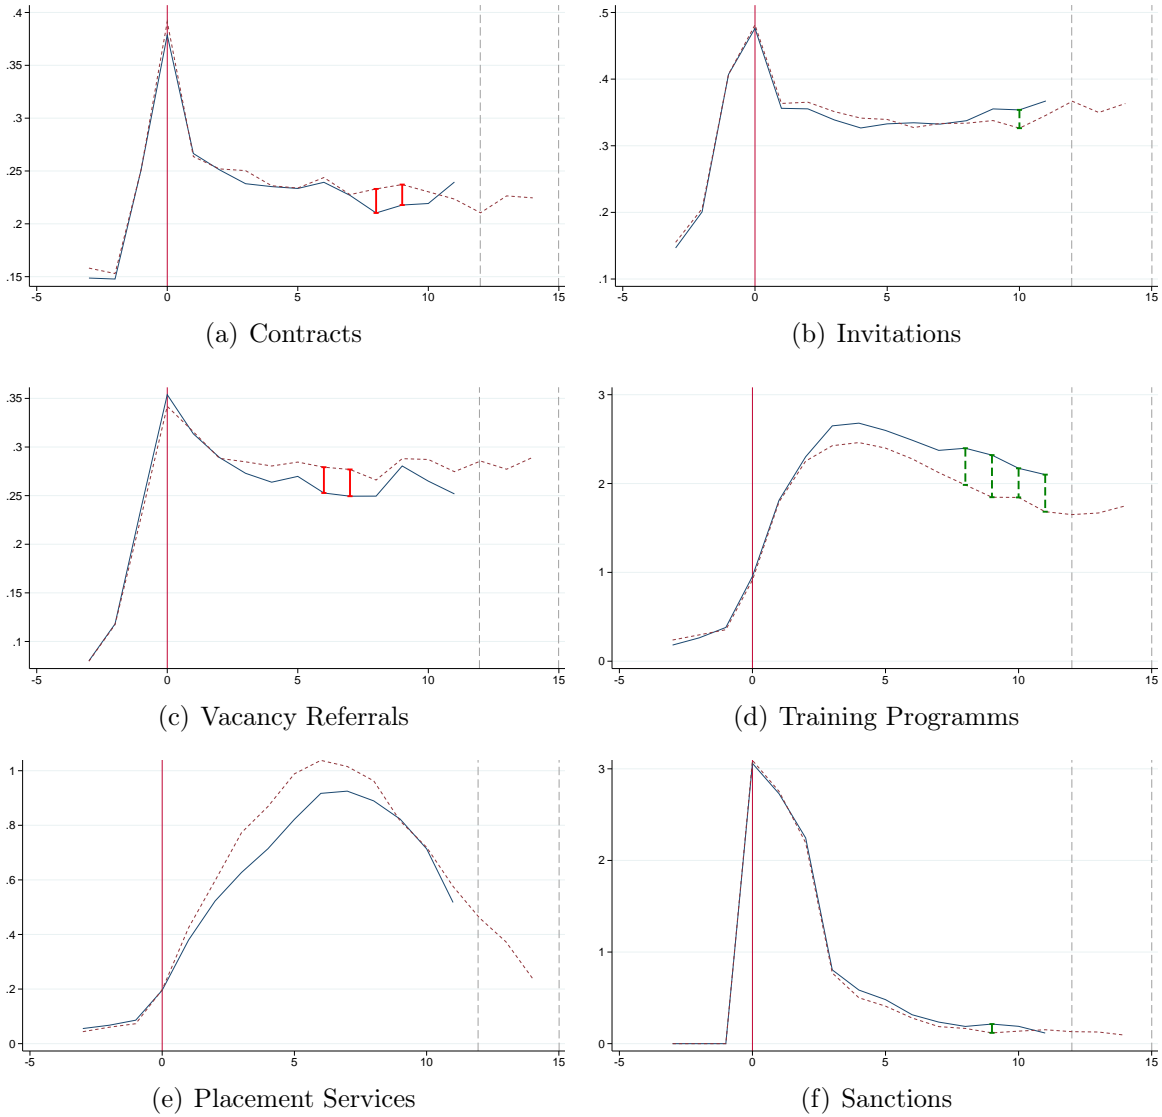 .4
.35
.3
.25
.2
.15
-5 0 5 10 15
(a) Contracts
.5
.4
.3
.2
.1
-5 0 5 10 15
(b) Invitations
.35
.3
.25
.2
.15
.1
-5 0 5 10 15
(c) Vacancy Referrals
3
2
1
0
-5 0 5 10 15
(d) Training Programms
1
.8
.6
.4
.2
0
-5 0 5 10 15
(e) Placement Services
3
2
1
0
-5 0 5 10 15
(f) Sanctions